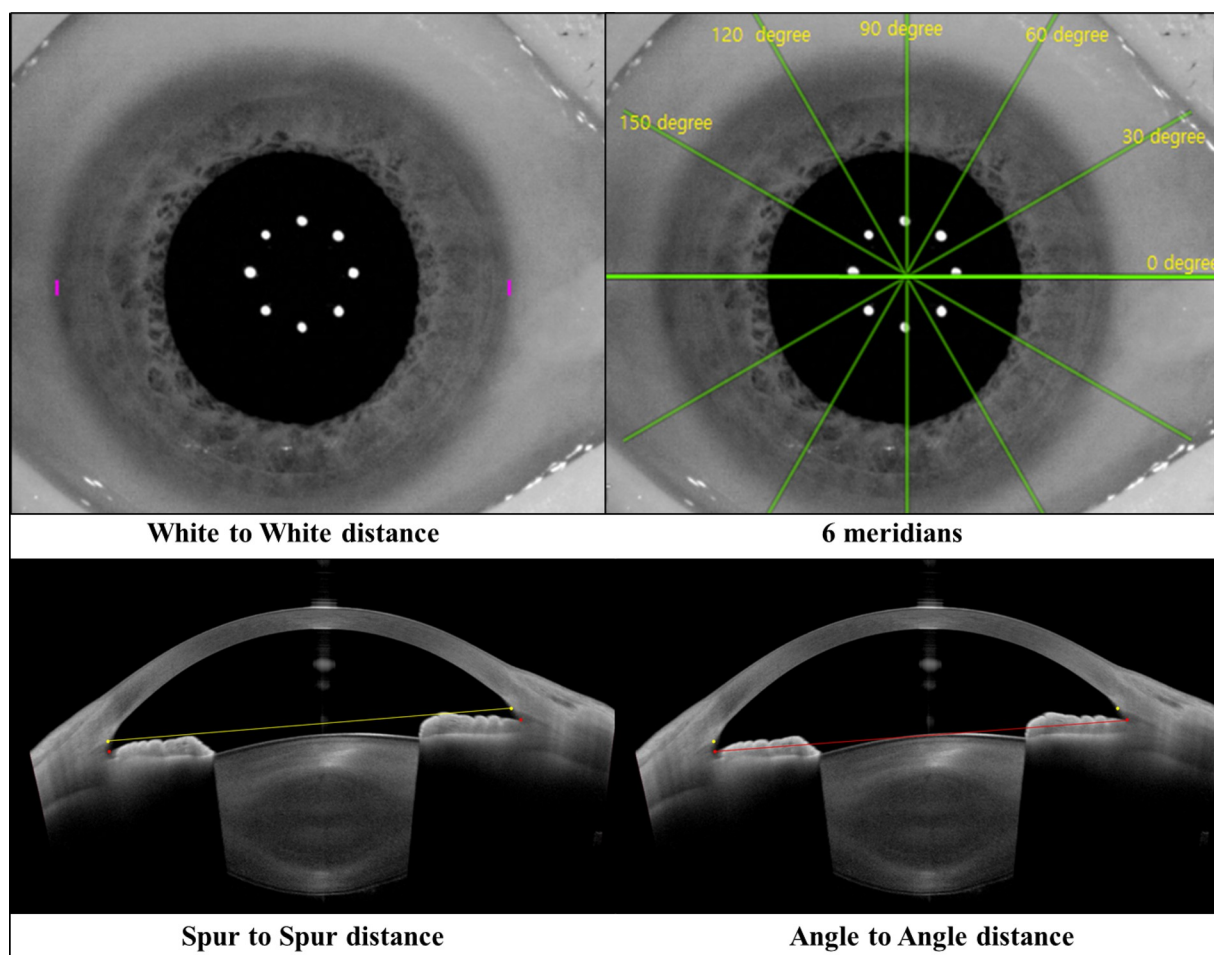 120 degree
90 degree
60 degree
150 degree
30 degree
0 degree
White to White distance
6 meridians
Spur to Spur distance
Angle to Angle distance